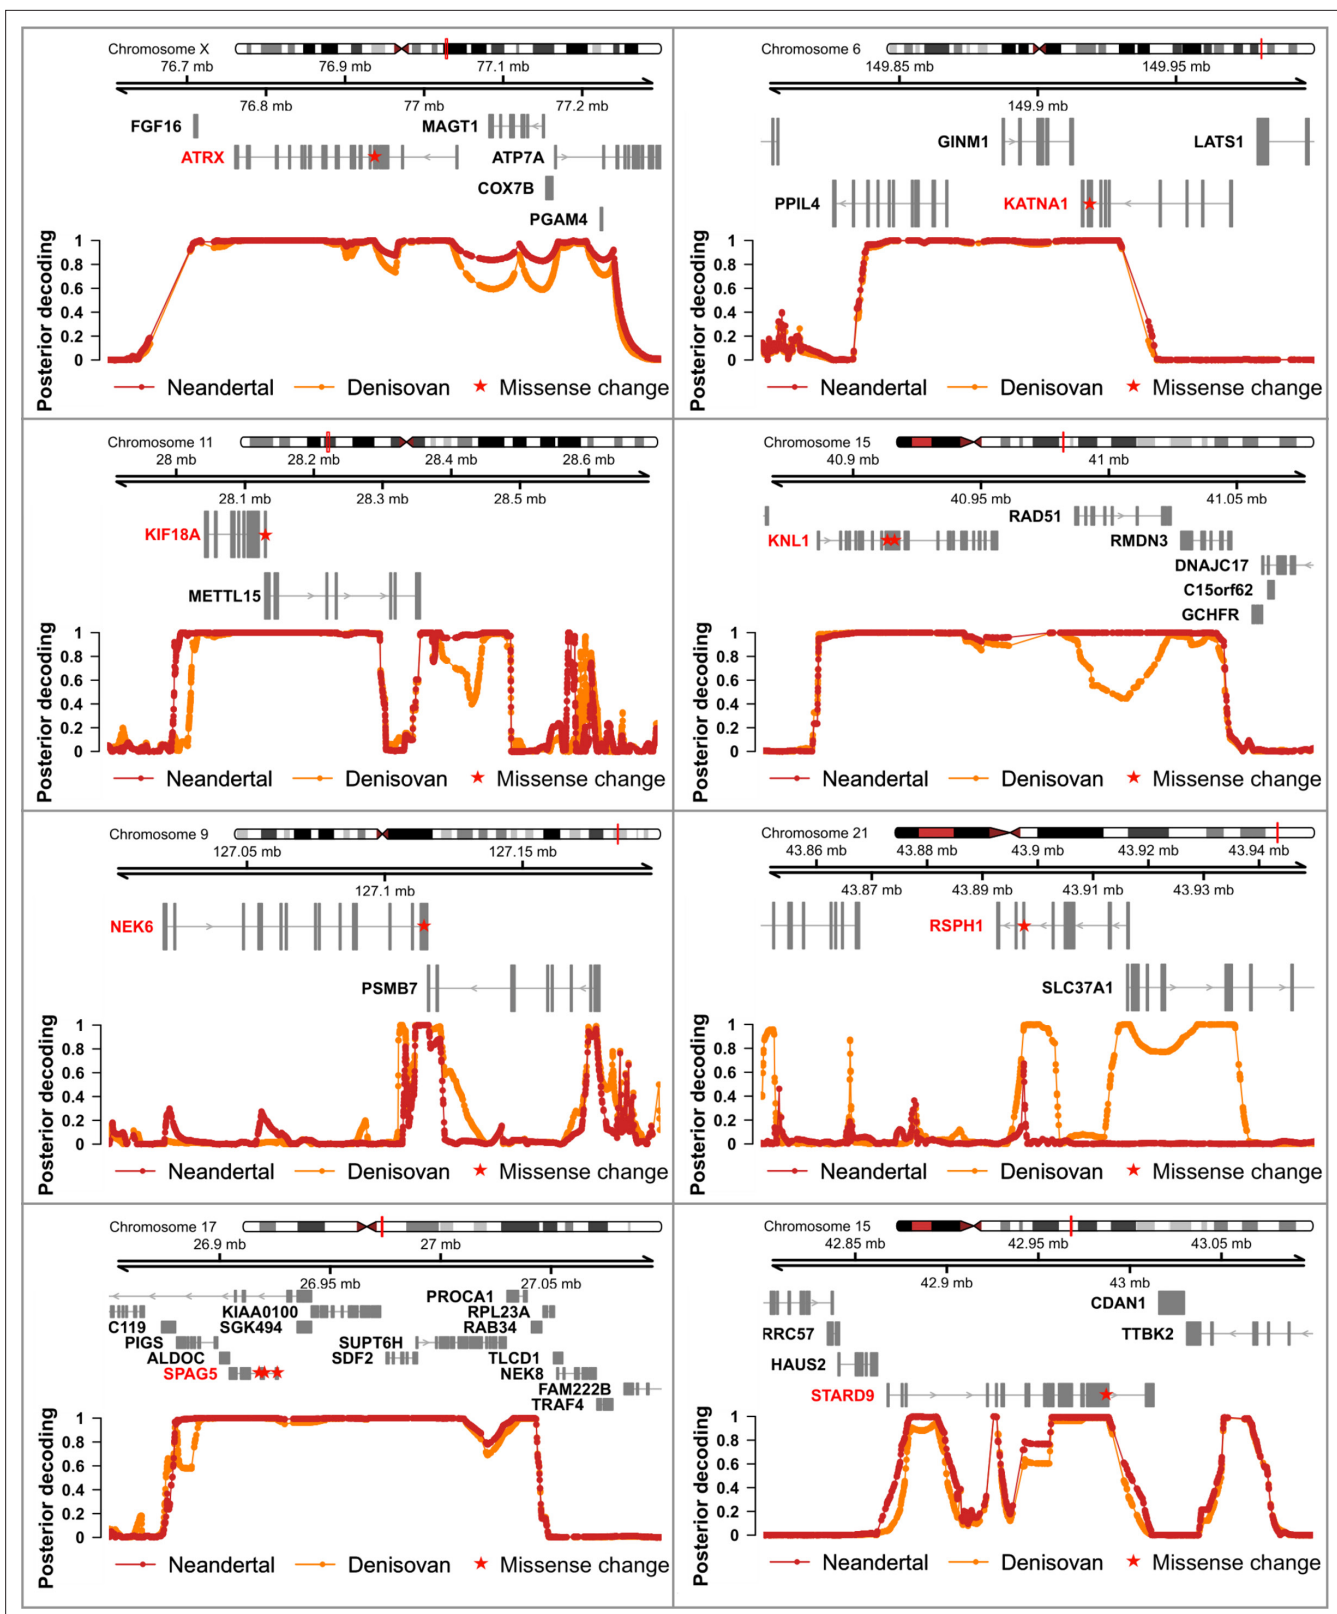 Chromosome X
76.7 mb 76.9 mb 77.1 mb
76.8 mb 77 mb 77.2 mb
FGF16 MAGT1
ATRX ATP7A
COX7B
PGAM4
Posterior decoding
1
0.8
0.6
0.4
0.2
0
Neandertal Denisovan Missense change
Chromosome 6
149.85 mb 149.95 mb
149.9 mb
GINM1 LATS1
PPIL4 KATNA1
Posterior decoding
1
0.8
0.6
0.4
0.2
0
Neandertal Denisovan Missense change
Chromosome 11
28 mb 28.2 mb 28.4 mb 28.6 mb
28.1 mb 28.3 mb 28.5 mb
KIF18A
METTL15
Posterior decoding
1
0.8
0.6
0.4
0.2
0
Neandertal Denisovan Missense change
Chromosome 15
40.9 mb 41 mb
40.95 mb 41.05 mb
RAD51
KNL1 RMDN3
DNAJC17
C15orf62
GCHFR
Posterior decoding
1
0.8
0.6
0.4
0.2
0
Neandertal Denisovan Missense change
Chromosome 9
127.05 mb 127.15 mb
127.1 mb
NEK6
PSMB7
Posterior decoding
1
0.8
0.6
0.4
0.2
0
Neandertal Denisovan Missense change
Chromosome 21
43.86 mb 43.88 mb 43.9 mb 43.92 mb 43.94 mb
43.87 mb 43.89 mb 43.91 mb 43.93 mb
RSPH1
SLC37A1
Posterior decoding
1
0.8
0.6
0.4
0.2
0
Neandertal Denisovan Missense change
Chromosome 17
26.9 mb 27 mb
26.95 mb 27.05 mb
PROCA1
KIAA0100 RPL23A
C119 SGK494 RAB34
PIGS SUPT6H
ALDOC SDF2 TLCD1
SPAG5 NEK8
FAM222B
TRAF4
Posterior decoding
1
0.8
0.6
0.4
0.2
0
Neandertal Denisovan Missense change
Chromosome 15
42.85 mb 42.95 mb 43.05 mb
42.9 mb 43 mb
CDAN1
RRC57 TTBK2
HAUS2
STARD9
Posterior decoding
1
0.8
0.6
0.4
0.2
0
Neandertal Denisovan Missense change